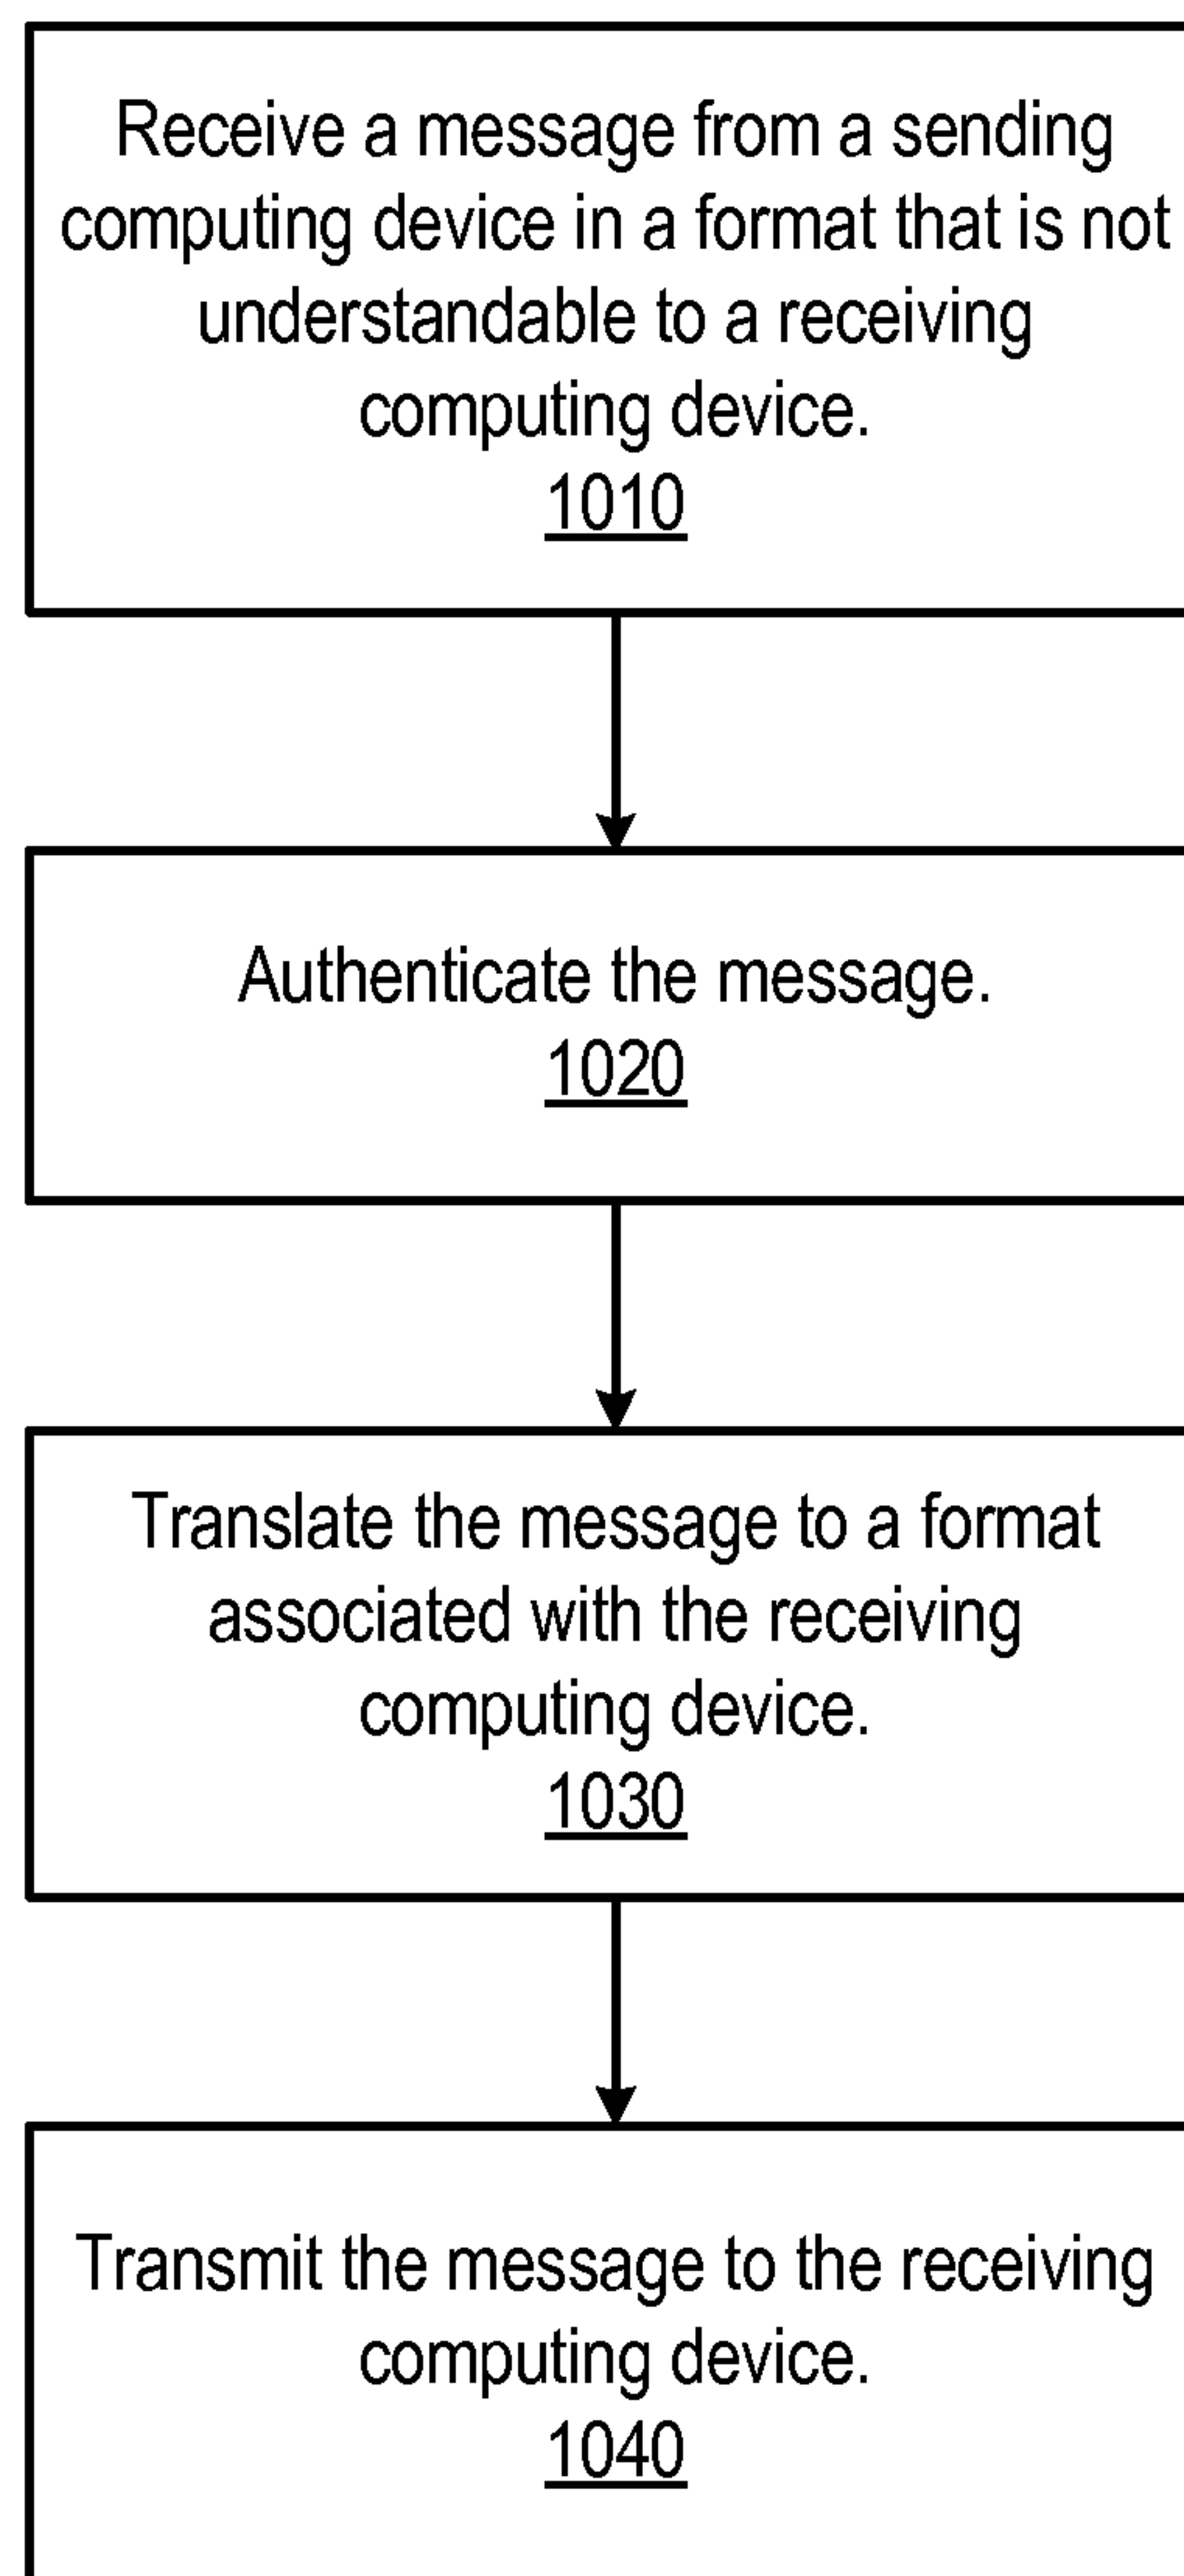 Receive a message from a sending
computing device in a format that is not
understandable to a receiving
computing device.
1010
Authenticate the message.
1020
Translate the message to a format
associated with the receiving
computing device.
1030
Transmit the message to the receiving
computing device.
1040